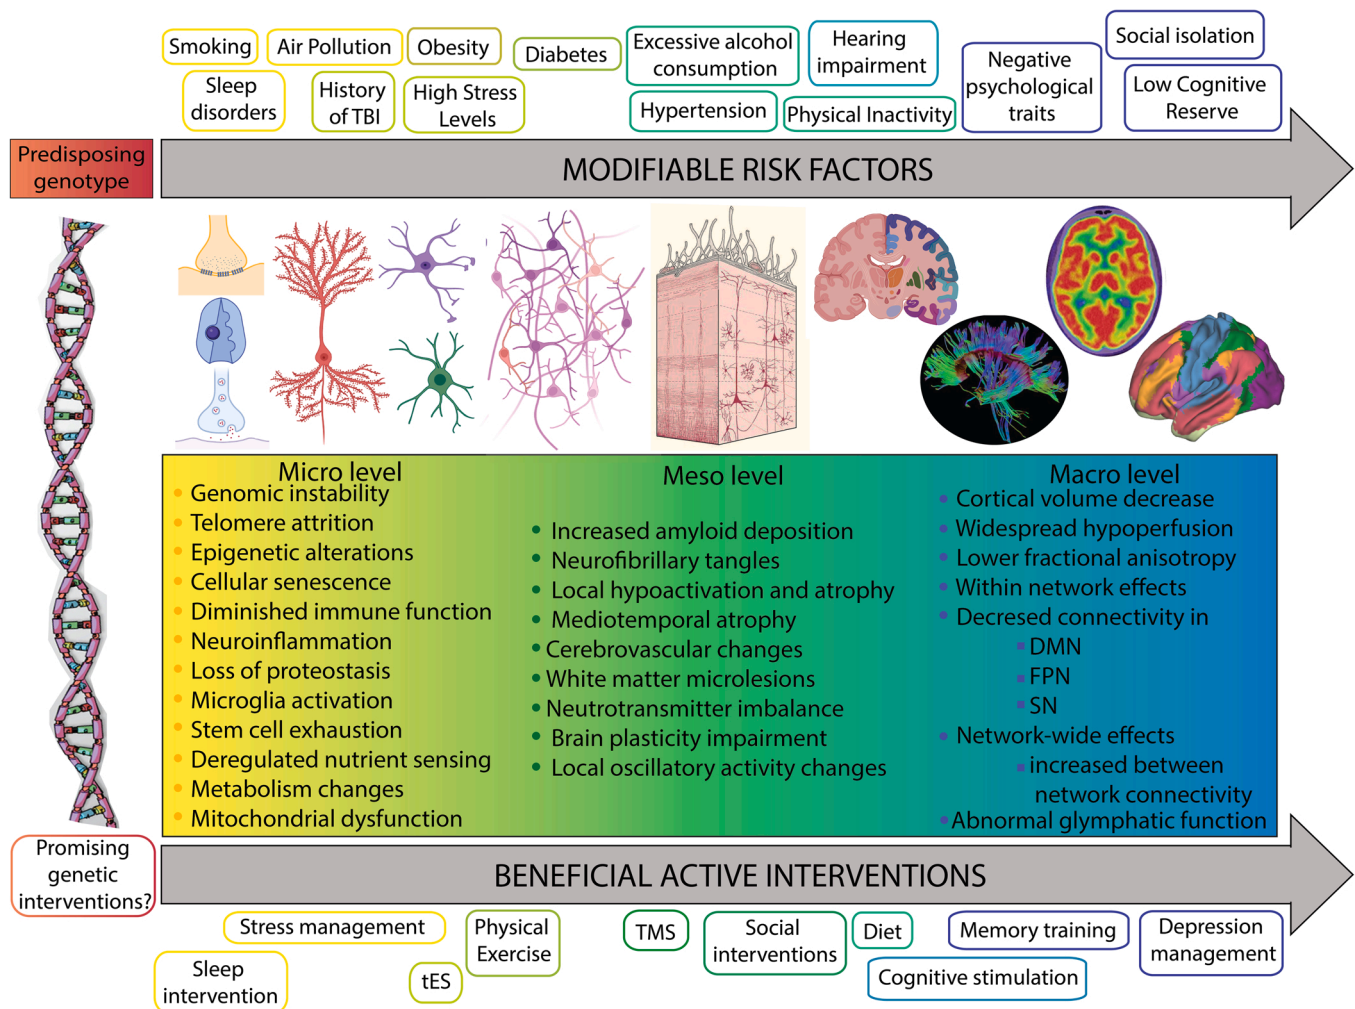 Smoking
Air Pollution
Obesity
Diabetes
Excessive alcohol
consumption
Hearing
impairment
Negative
psychological
traits
Social isolation
Sleep
disorders
History
of TBI
High Stress
Levels
Hypertension
Physical Inactivity
Low Cognitive
Reserve
Predisposing
genotype
MODIFIABLE RISK FACTORS
Micro level
Genomic instability
Telomere attrition
Epigenetic alterations
Cellular senescence
Diminished immune function
Neuroinflammation
Loss of proteostasis
Microglia activation
Stem cell exhaustion
Deregulated nutrient sensing
Metabolism changes
Mitochondrial dysfunction
Meso level
Increased amyloid deposition
Neurofibrillary tangles
Local hypoactivation and atrophy
Mediotemporal atrophy
Cerebrovascular changes
White matter microlesions
Neutrotransmitter imbalance
Brain plasticity impairment
Local oscillatory activity changes
Macro level
Cortical volume decrease
Widespread hypoperfusion
Lower fractional anisotropy
Within network effects
Decresed connectivity in
DMN
FPN
SN
Network-wide effects
increased between
network connectivity
Abnormal glymphatic function
Promising
genetic
interventions?
BENEFICIAL ACTIVE INTERVENTIONS
Stress management
Physical
Exercise
TMS
Social
interventions
Diet
Memory training
Depression
management
Sleep
intervention
tES
Cognitive stimulation